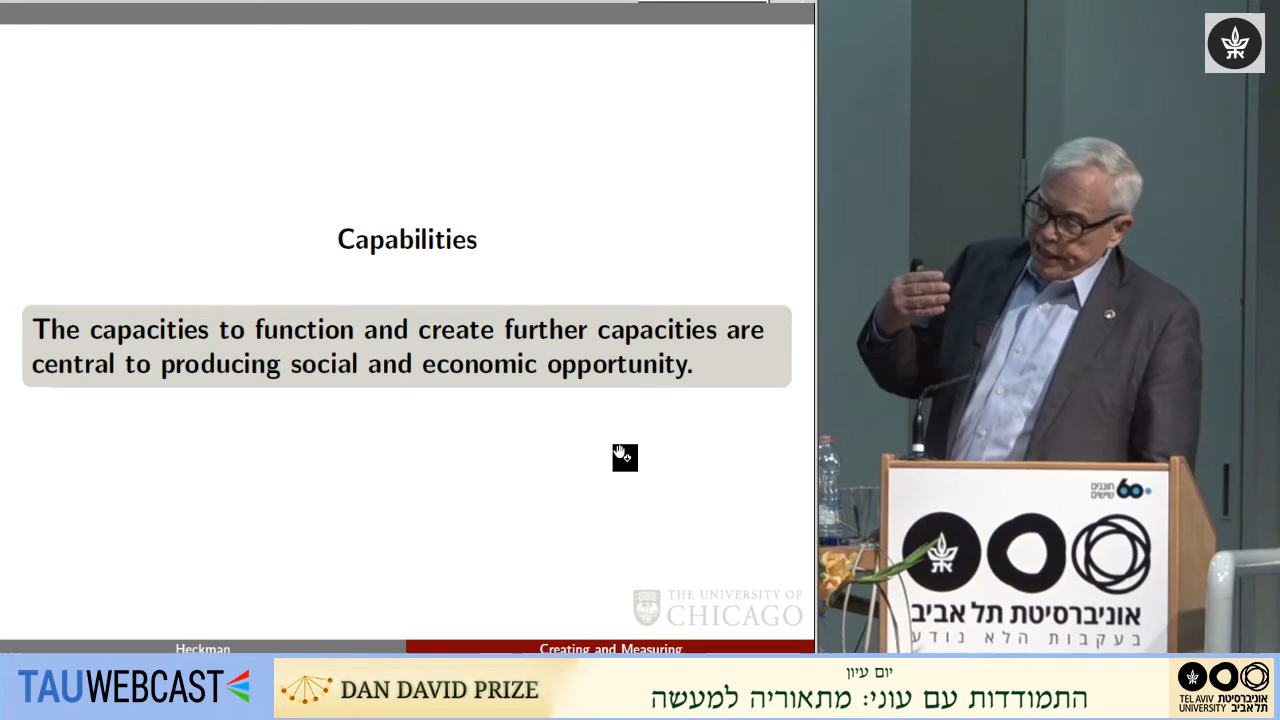 Capabilities
The capacities to function and create further capacities are
central to producing social and economic opportunity.
THE UNIVERSITY OF
CHICAGO
Heckman
Creating and Measuring
חוגגים
שישים
60
אוניברסיטת תל אביב
בעקבות הלא נודע
TAUWEBCAST
DAN DAVID PRIZE
יום עיון
התמודדות עם עוני: מתאוריה למעשה
TEL AVIV אוניברסיטת
UNIVERSITY תל אביב